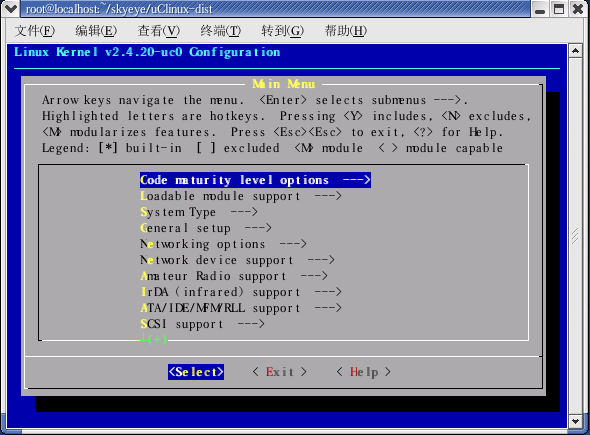 root@localhost:~/skyeye/uClinux-dist
文件(F) 编辑(E) 查看(V) 终端(T) 转到(G) 帮助(H)
Linux Kernel v2.4.20-uc0 Configuration
Main Menu
Arrow keys navigate the menu. <Enter> selects submenus --->.
Highlighted letters are hotkeys. Pressing <Y> includes, <N> excludes,
<M> modularizes features. Press <Esc><Esc> to exit, <?> for Help.
Legend: [*] built-in [ ] excluded <M> module < > module capable
Code maturity level options --->
Loadable module support --->
System Type --->
General setup --->
Networking options --->
Network device support --->
Amateur Radio support --->
IrDA (infrared) support --->
ATA/IDE/MFM/RLL support --->
SCSI support --->
↓(+)
<Select> < Exit > < Help >